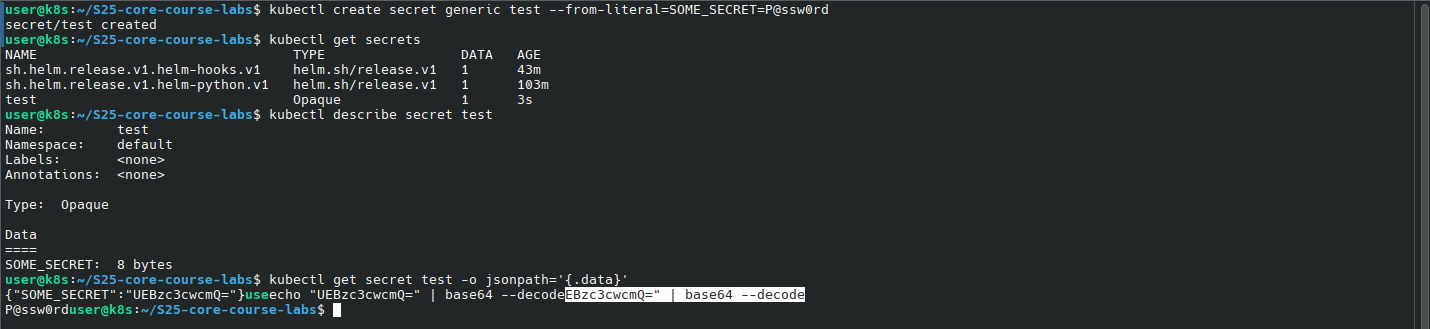 user@k8s:~/S25-core-course-labs$ kubectl create secret generic test --from-literal=SOME_SECRET=P@ssw0rd
secret/test created
user@k8s:~/S25-core-course-labs$ kubectl get secrets
NAME                                TYPE                 DATA   AGE
sh.helm.release.v1.helm-hooks.v1    helm.sh/release.v1   1      43m
sh.helm.release.v1.helm-python.v1   helm.sh/release.v1   1      103m
test                                Opaque               1      3s
user@k8s:~/S25-core-course-labs$ kubectl describe secret test
Name:         test
Namespace:    default
Labels:       <none>
Annotations:  <none>
Type:  Opaque
Data
====
SOME_SECRET:  8 bytes
user@k8s:~/S25-core-course-labs$ kubectl get secret test -o jsonpath='{.data}'
{"SOME_SECRET":"UEBzc3cwcmQ="}useecho "UEBzc3cwcmQ=" | base64 --decodeEBzc3cwcmQ=" | base64 --decode
P@ssw0rduser@k8s:~/S25-core-course-labs$